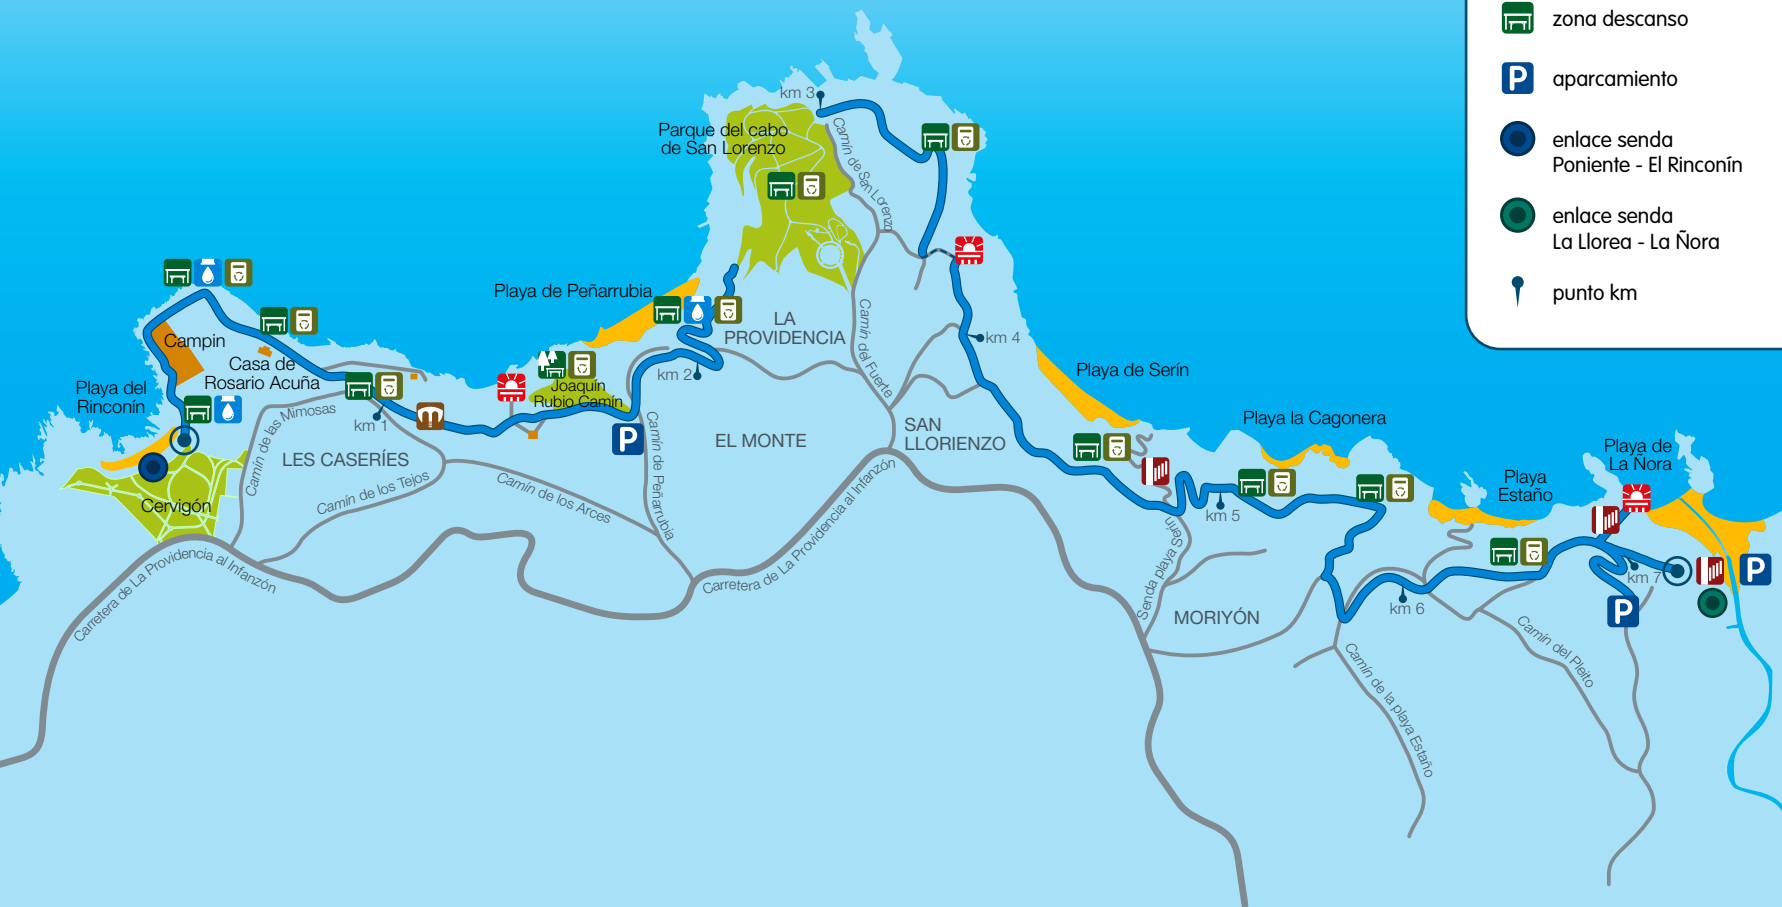 zona descanso
P
aparcamiento
enlace senda
Poniente - El Rinconín
enlace senda
La Llorea - La Ñora
punto km
km 3
Parque del cabo
de San Lorenzo
Camín de San Lorenzo
Playa de Peñarrubia
LA
PROVIDENCIA
Camín del Fuerte
km 4
Campin
Casa de
Rosario Acuña
Playa del
Rinconín
km 2
Playa de Serín
Joaquín
Rubio Camín
km 1
Camín de las Mimosas
P
Camín de Peñarrubia
EL MONTE
SAN
LLORIENZO
Playa la Cagonera
Playa de
La Ñora
LES CASERÍES
Camín de los Tejos
Camín de los Arces
Playa
Estaño
Cervigón
km 5
Senda playa Serín
Carretera de La Providencia al Infanzón
Carretera de La Providencia al Infanzón
km 7
P
P
km 6
MORIYÓN
Camín del Pleito
Camín de la playa Estaño